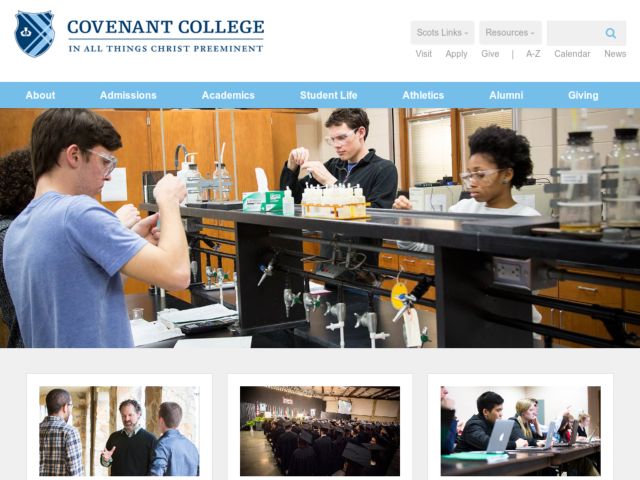 COVENANT COLLEGE
IN ALL THINGS CHRIST PREEMINENT
Scots Links
Resources
Visit Apply Give | A-Z Calendar News
About Admissions Academics Student Life Athletics Alumni Giving